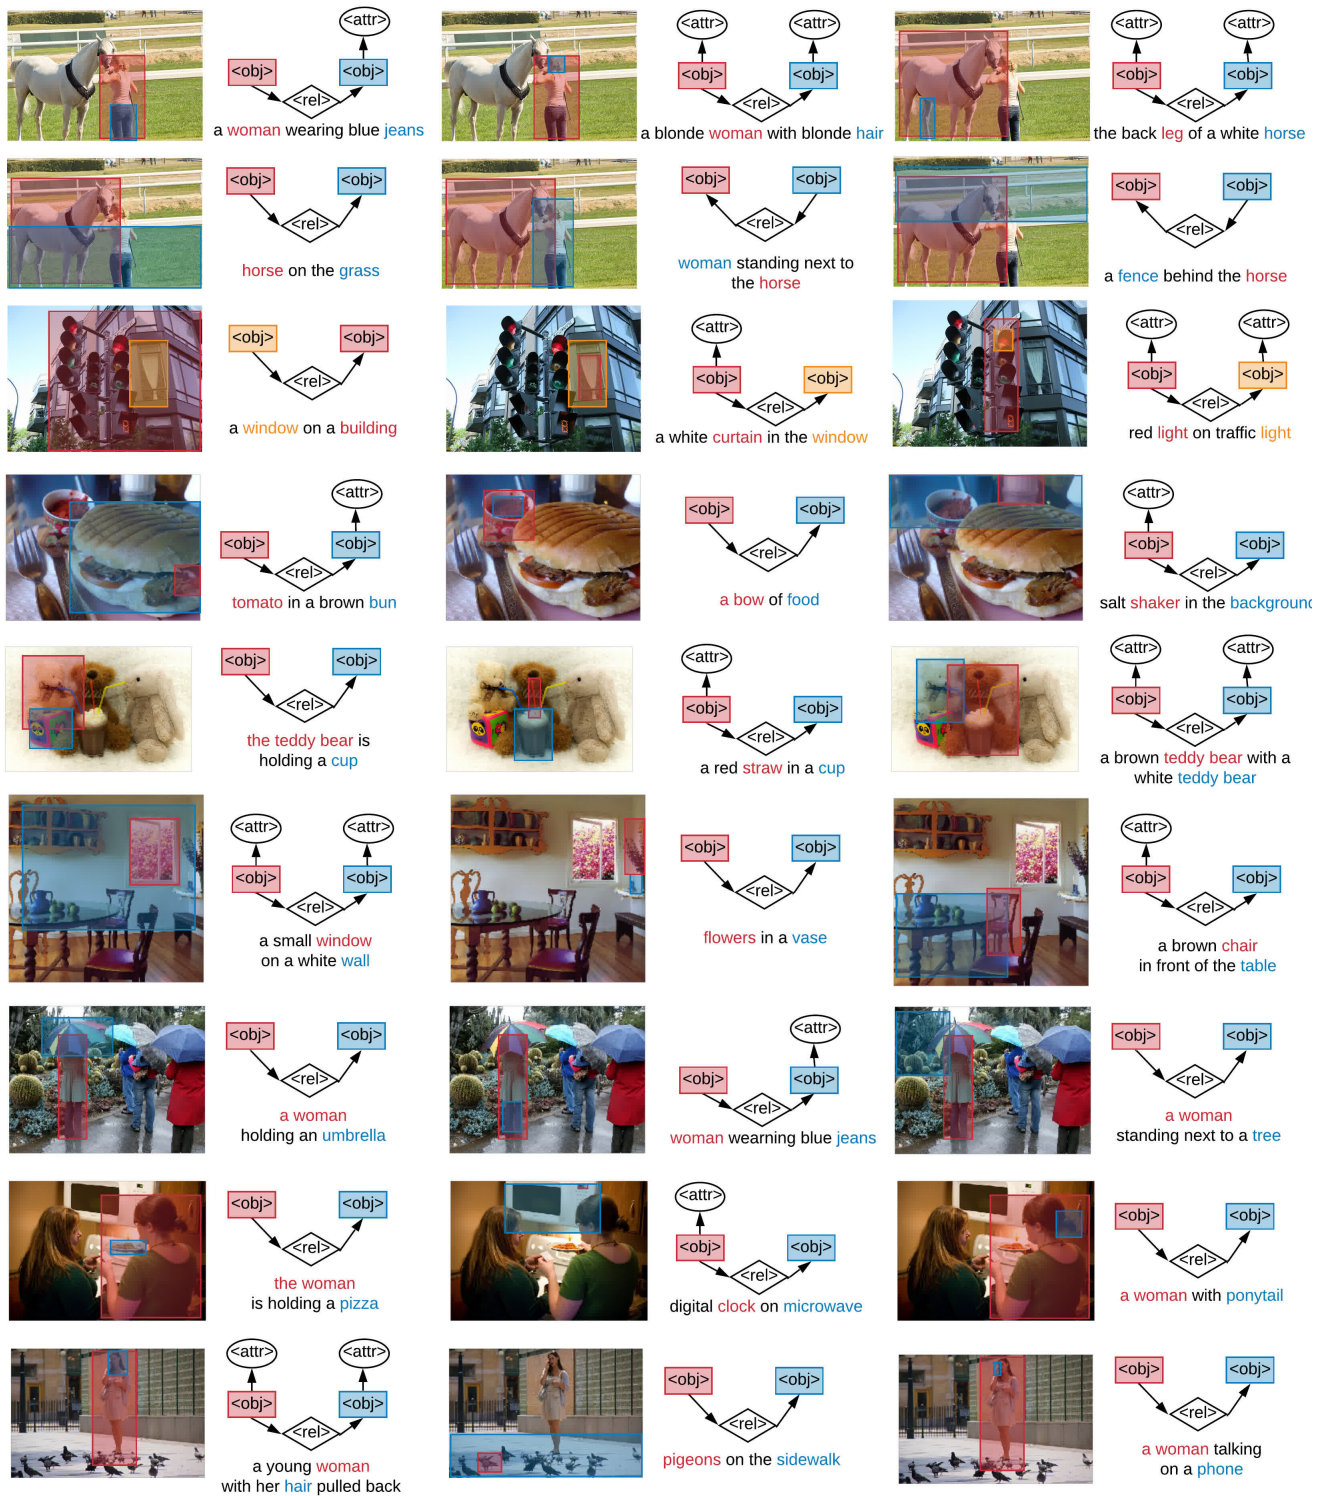 <attr>
<obj> <obj>
<rel>
a woman wearing blue jeans
<attr> <attr>
<obj> <obj>
<rel>
a blonde woman with blonde hair
<attr> <attr>
<obj> <obj>
<rel>
the back leg of a white horse
<obj> <obj>
<rel>
horse on the grass
<obj> <obj>
<rel>
woman standing next to
the horse
<obj> <obj>
<rel>
a fence behind the horse
<obj> <obj>
<rel>
a window on a building
<attr>
<obj> <obj>
<rel>
a white curtain in the window
<attr> <attr>
<obj> <obj>
<rel>
red light on traffic light
<attr>
<obj> <obj>
<rel>
tomato in a brown bun
<obj> <obj>
<rel>
a bow of food
<attr>
<obj> <obj>
<rel>
salt shaker in the background
<obj> <obj>
<rel>
the teddy bear is
holding a cup
<attr>
<obj> <obj>
<rel>
a red straw in a cup
<attr> <attr>
<obj> <obj>
<rel>
a brown teddy bear with a
white teddy bear
<attr> <attr>
<obj> <obj>
<rel>
a small window
on a white wall
<obj> <obj>
<rel>
flowers in a vase
<attr>
<obj> <obj>
<rel>
a brown chair
in front of the table
<obj> <obj>
<rel>
a woman
holding an umbrella
<attr>
<obj> <obj>
<rel>
woman wearning blue jeans
<obj> <obj>
<rel>
a woman
standing next to a tree
<obj> <obj>
<rel>
the woman
is holding a pizza
<attr>
<obj> <obj>
<rel>
digital clock on microwave
<obj> <obj>
<rel>
a woman with ponytail
<attr> <attr>
<obj> <obj>
<rel>
a young woman
with her hair pulled back
<obj> <obj>
<rel>
pigeons on the sidewalk
<obj> <obj>
<rel>
a woman talking
on a phone